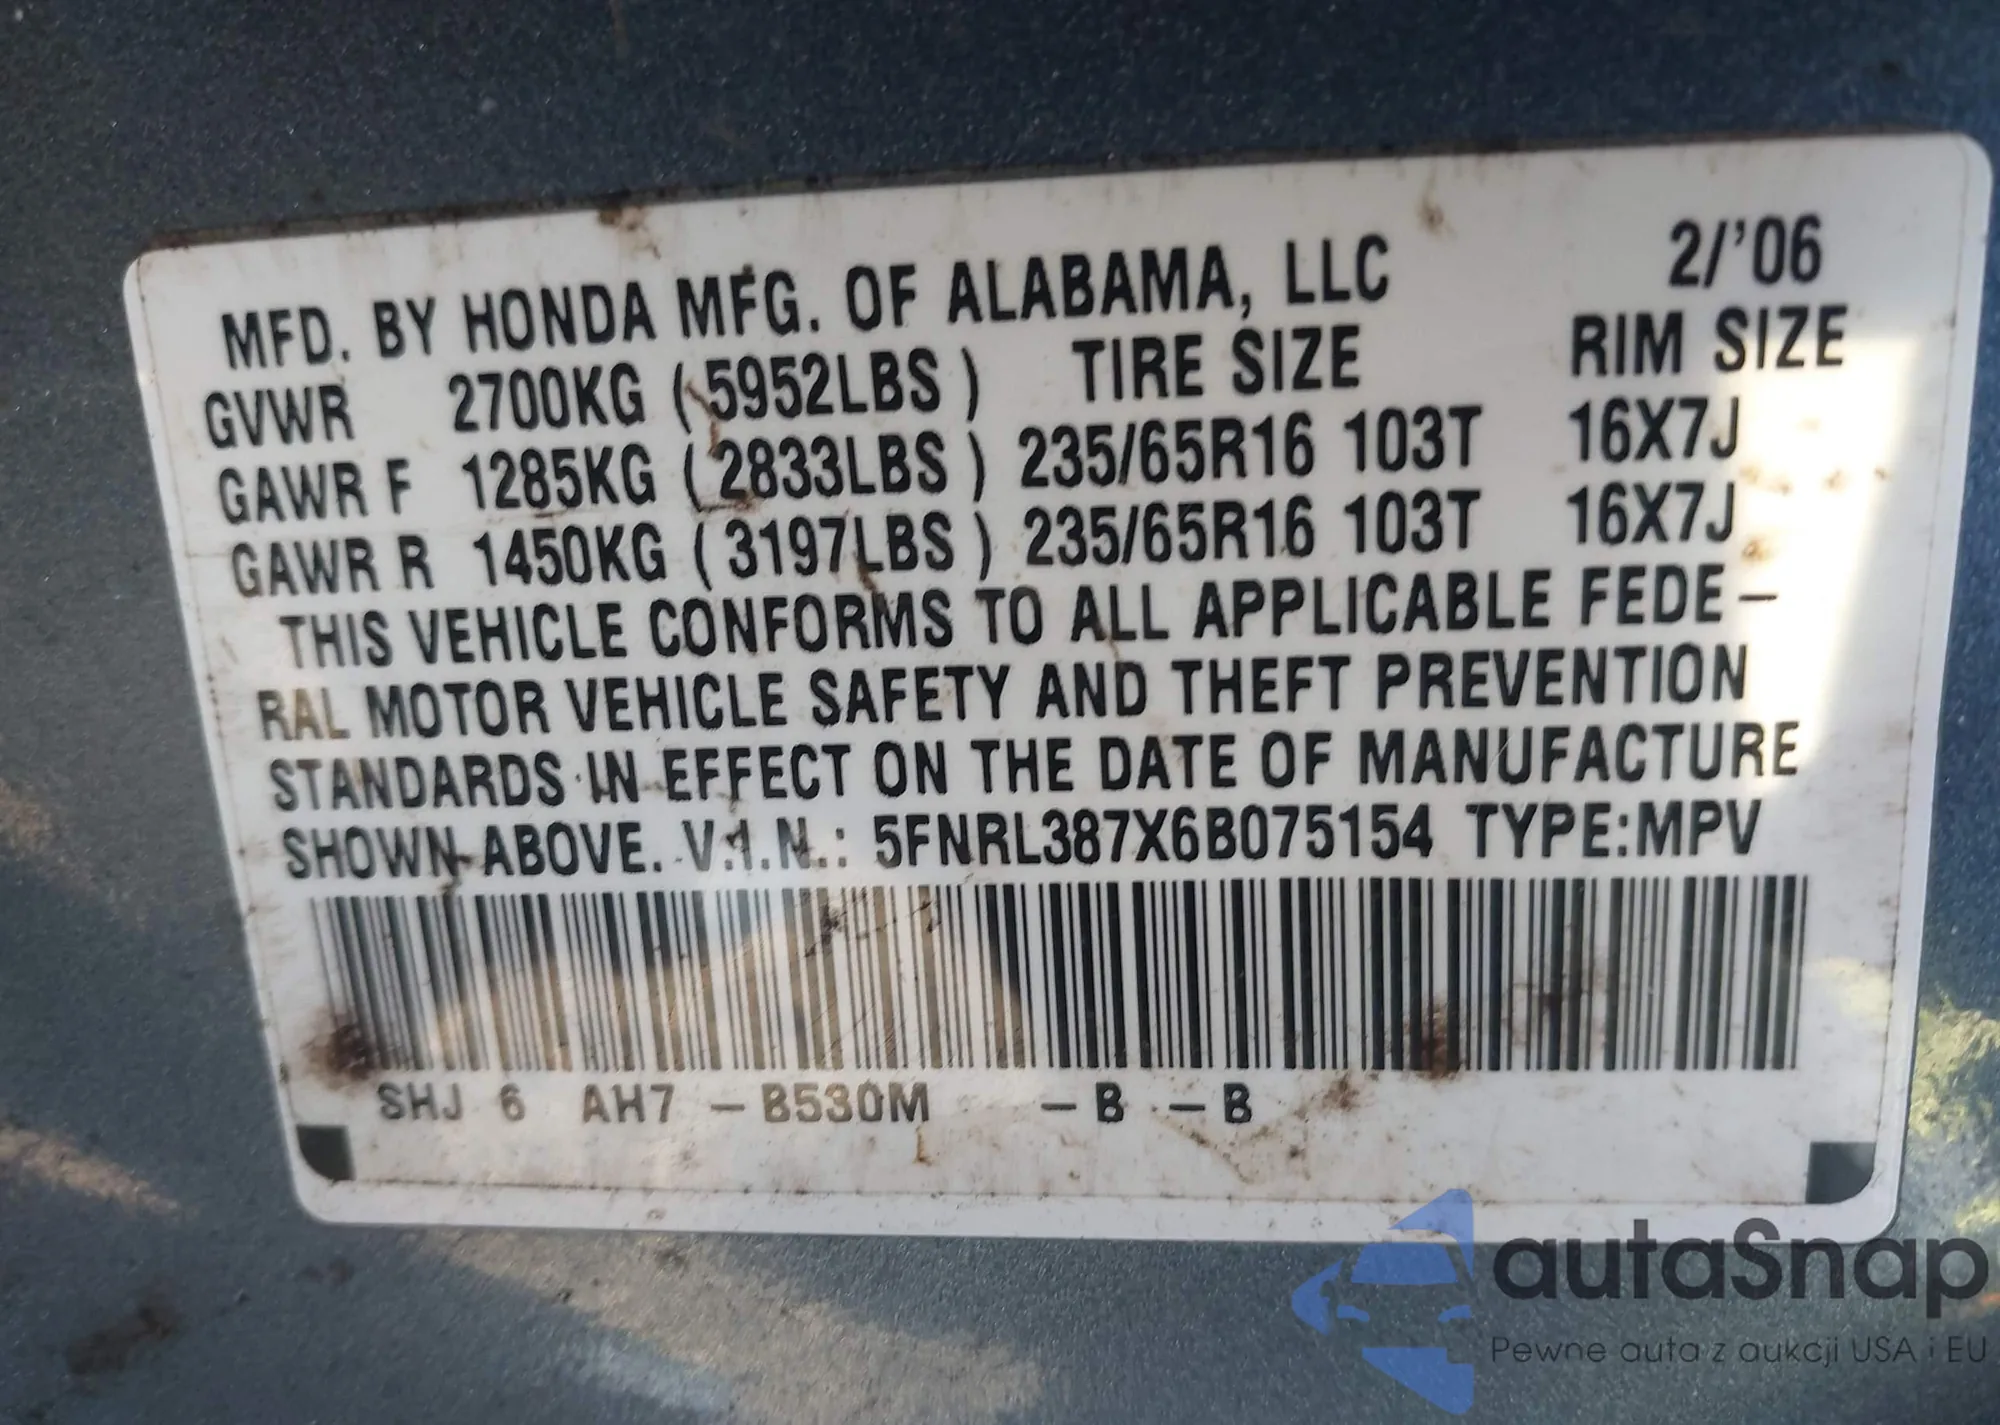 MFD. BY HONDA MFG. OF ALABAMA, LLC 2/'06
GVWR 2700KG ( 5952LBS ) TIRE SIZE RIM SIZE
GAWR F 1285KG ( 2833LBS ) 235/65R16 103T 16X7J
GAWR R 1450KG ( 3197LBS ) 235/65R16 103T 16X7J
THIS VEHICLE CONFORMS TO ALL APPLICABLE FEDE-
RAL MOTOR VEHICLE SAFETY AND THEFT PREVENTION
STANDARDS IN EFFECT ON THE DATE OF MANUFACTURE
SHOWN ABOVE. V.I.N.: 5FNRL387X6B075154 TYPE:MPV
SHJ 6 AH7 -B530M -B -B
autaSnap
Pewne auta z aukcji USA i EU